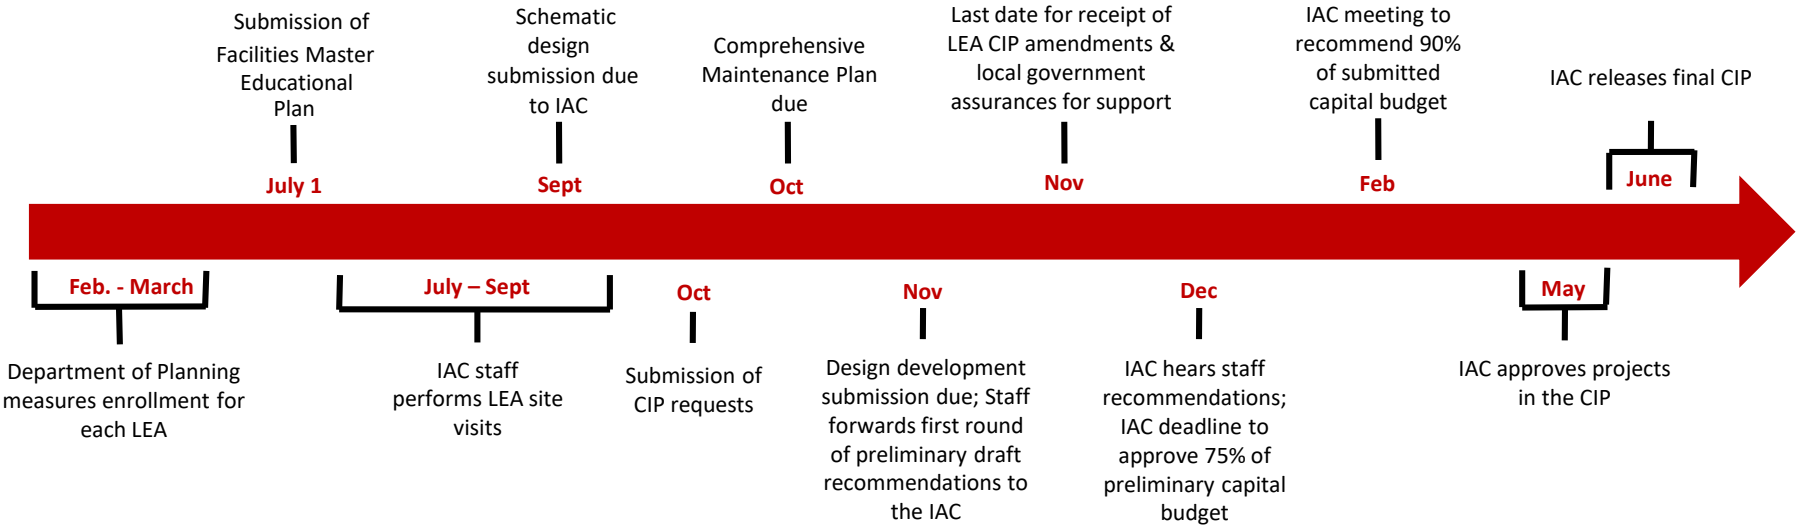 Submission of
Facilities Master
Educational
Plan
July 1
Schematic
design
submission due
to IAC
Sept
Comprehensive
Maintenance Plan
due
Oct
Last date for receipt of
LEA CIP amendments &
local government
assurances for support
Nov
IAC meeting to
recommend 90%
of submitted
capital budget
Feb
IAC releases final CIP
June
Feb. - March
Department of Planning
measures enrollment for
each LEA
July – Sept
IAC staff
performs LEA site
visits
Oct
Submission of
CIP requests
Nov
Design development
submission due; Staff
forwards first round
of preliminary draft
recommendations to
the IAC
Dec
IAC hears staff
recommendations;
IAC deadline to
approve 75% of
preliminary capital
budget
May
IAC approves projects
in the CIP